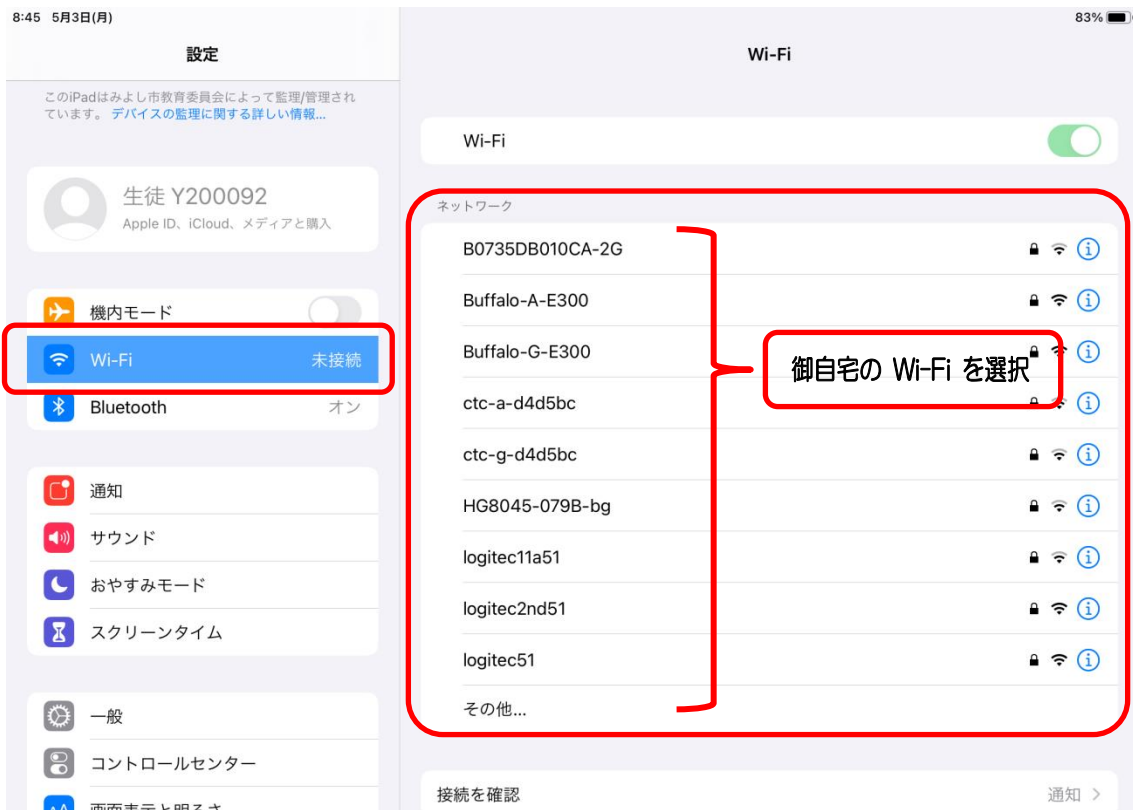 8:45 5月3日(月)
83%
設定
このiPadはみよし市教育委員会によって監理/管理され
ています。デバイスの監理に関する詳しい情報...
生徒 Y200092
Apple ID、iCloud、メディアと購入
機内モード
Wi-Fi 未接続
Bluetooth オン
通知
サウンド
おやすみモード
スクリーンタイム
一般
コントロールセンター
画面表示と明るさ
Wi-Fi
Wi-Fi
ネットワーク
B0735DB010CA-2G
Buffalo-A-E300
Buffalo-G-E300
ctc-a-d4d5bc
ctc-g-d4d5bc
HG8045-079B-bg
logitec11a51
logitec2nd51
logitec51
その他...
御自宅の Wi-Fi を選択
接続を確認 通知